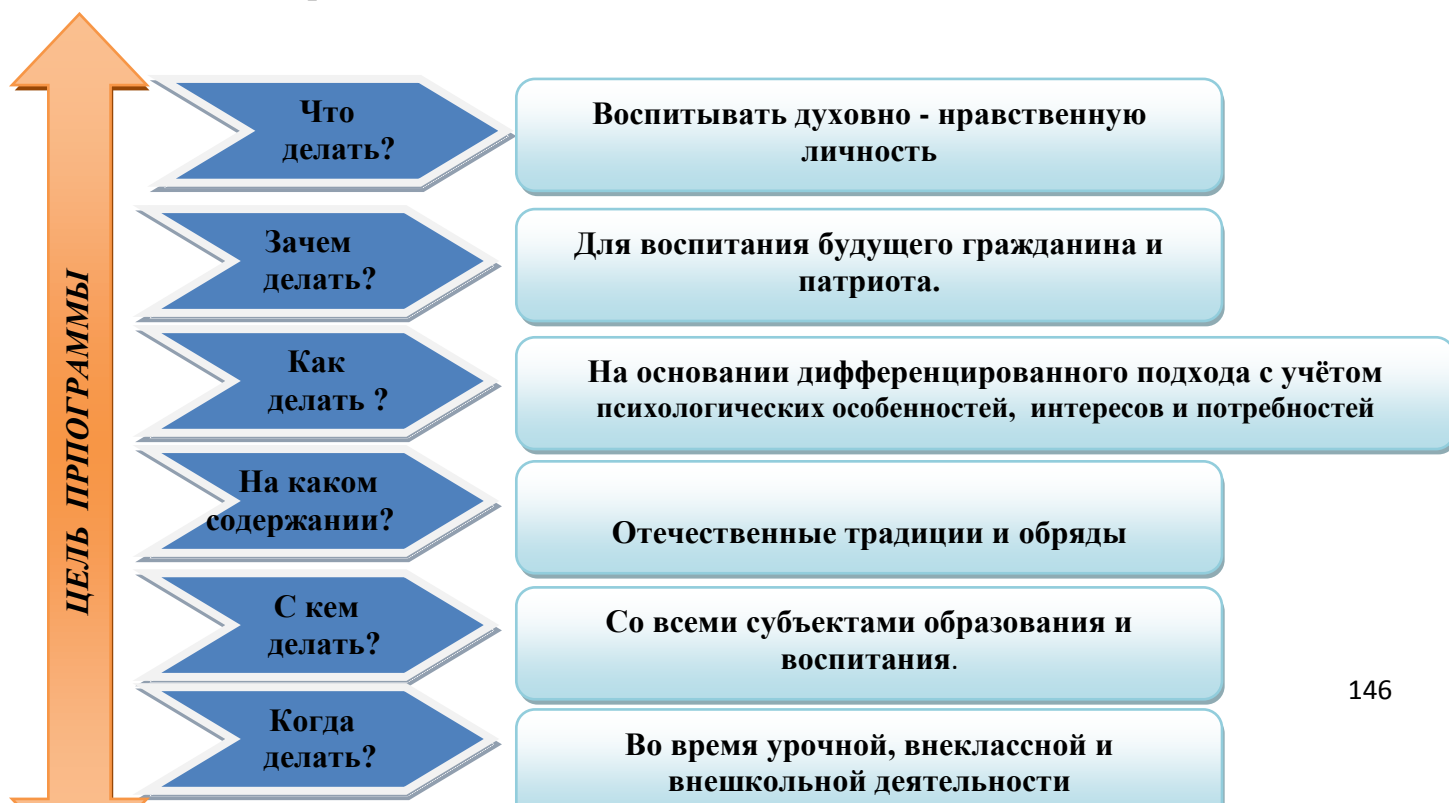 ЦЕЛЬ ПРПОГРАММЫ
Что
делать?
Воспитывать духовно - нравственную
личность
Зачем
делать?
Для воспитания будущего гражданина и
патриота.
Как
делать ?
На основании дифференцированного подхода с учётом
психологических особенностей, интересов и потребностей
На каком
содержании?
Отечественные традиции и обряды
С кем
делать?
Со всеми субъектами образования и
воспитания.
146
Когда
делать?
Во время урочной, внеклассной и
внешкольной деятельности